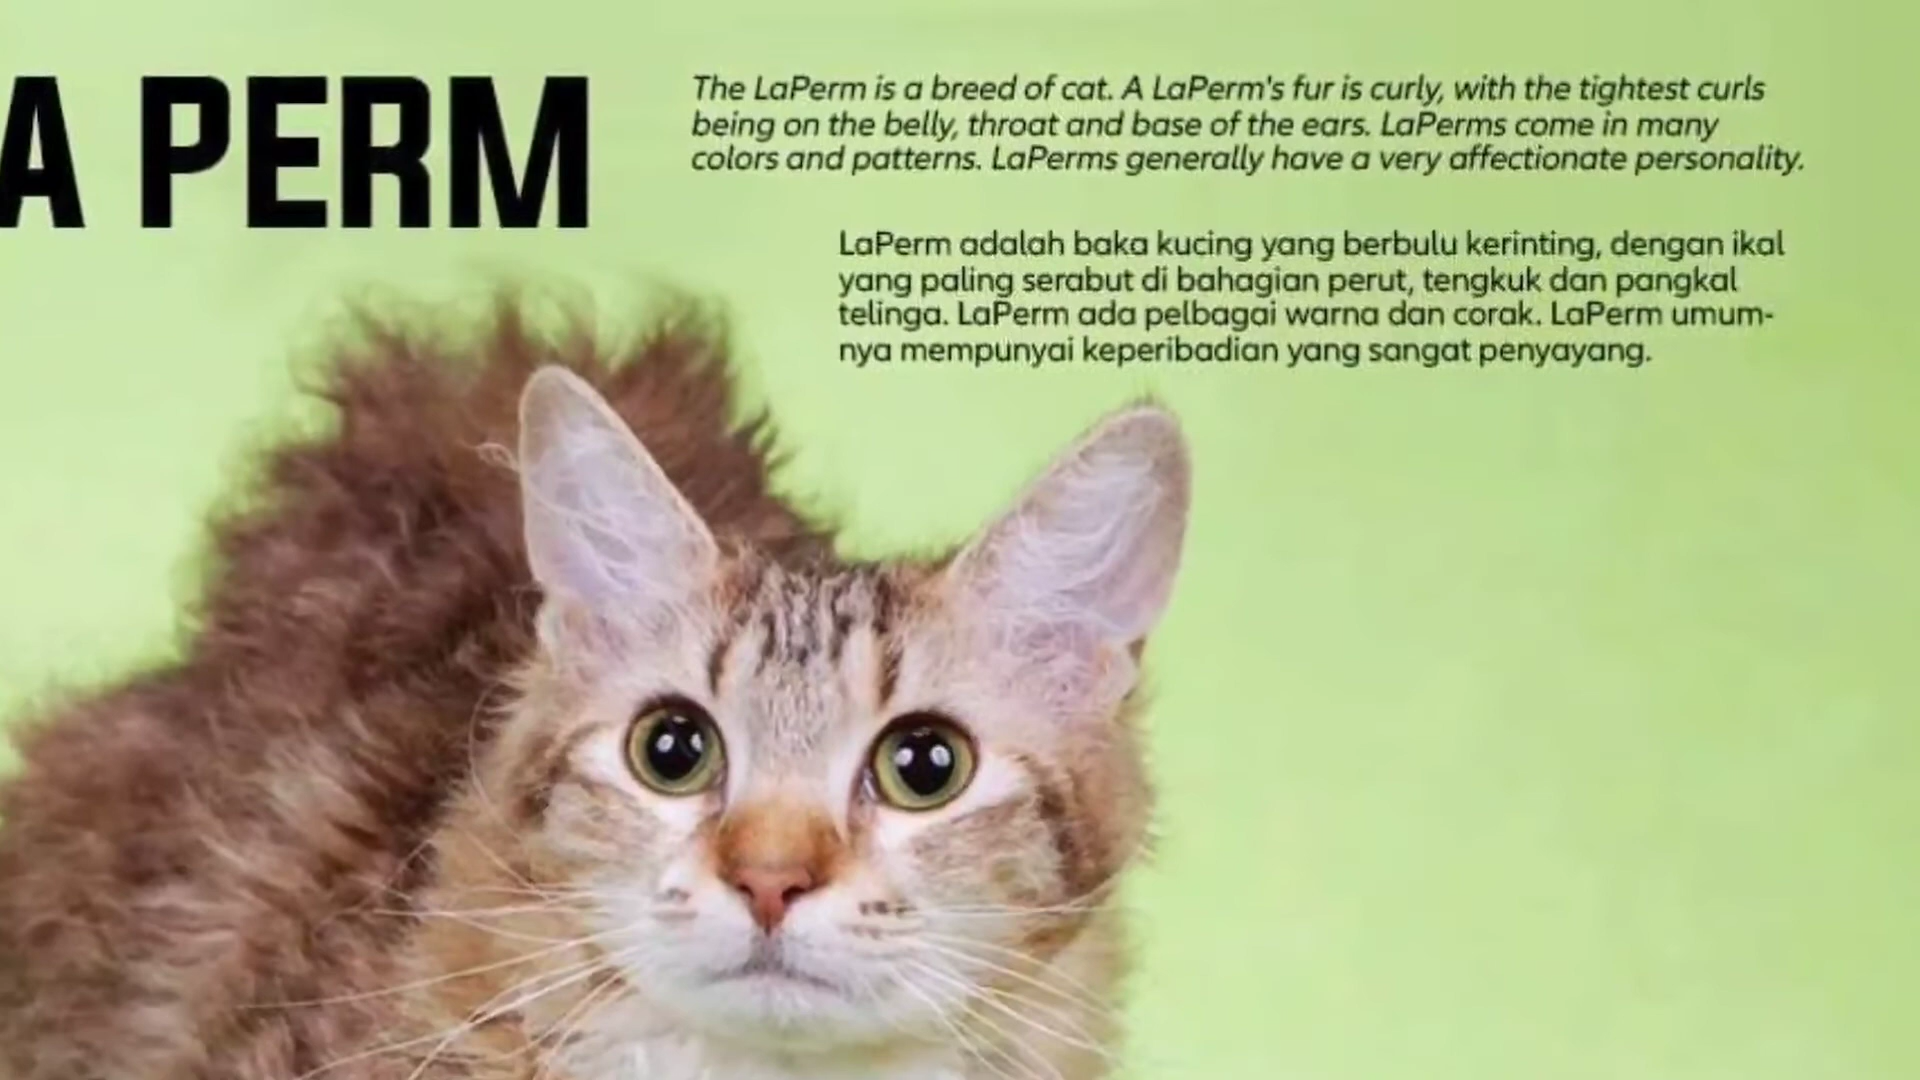 A PERM
The LaPerm is a breed of cat. A LaPerm's fur is curly, with the tightest curls
being on the belly, throat and base of the ears. LaPerms come in many
colors and patterns. LaPerms generally have a very affectionate personality.
LaPerm adalah baka kucing yang berbulu kerinting, dengan ikal
yang paling serabut di bahagian perut, tengkuk dan pangkal
telinga. LaPerm ada pelbagai warna dan corak. LaPerm umum-
nya mempunyai keperibadian yang sangat penyayang.